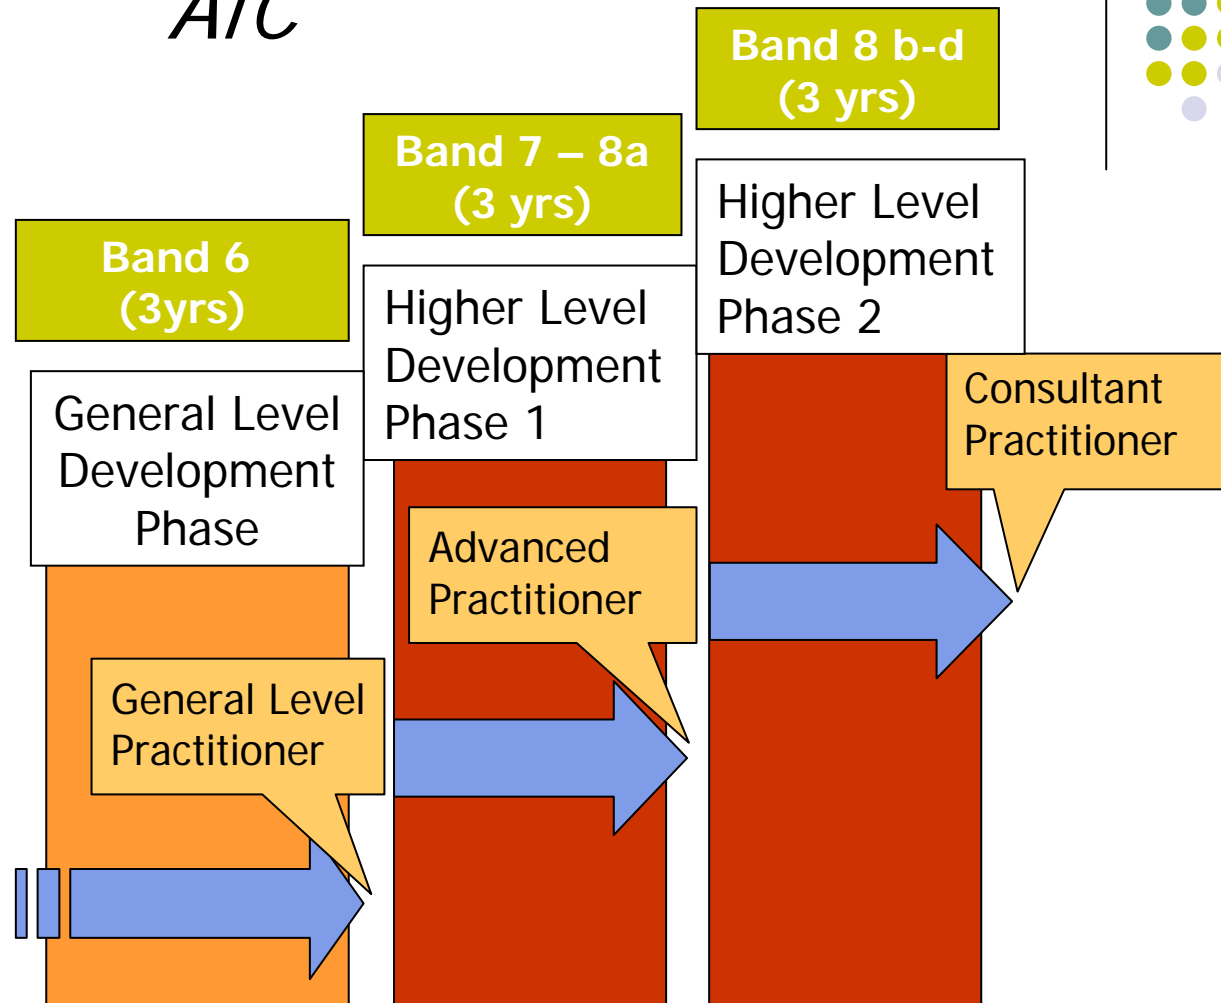 Band 8 b-d
(3 yrs)
Band 7 – 8a
(3 yrs)
Band 6
(3yrs)
Higher Level
Development
Phase 2
Higher Level
Development
Phase 1
General Level
Development
Phase
Consultant
Practitioner
Advanced
Practitioner
General Level
Practitioner